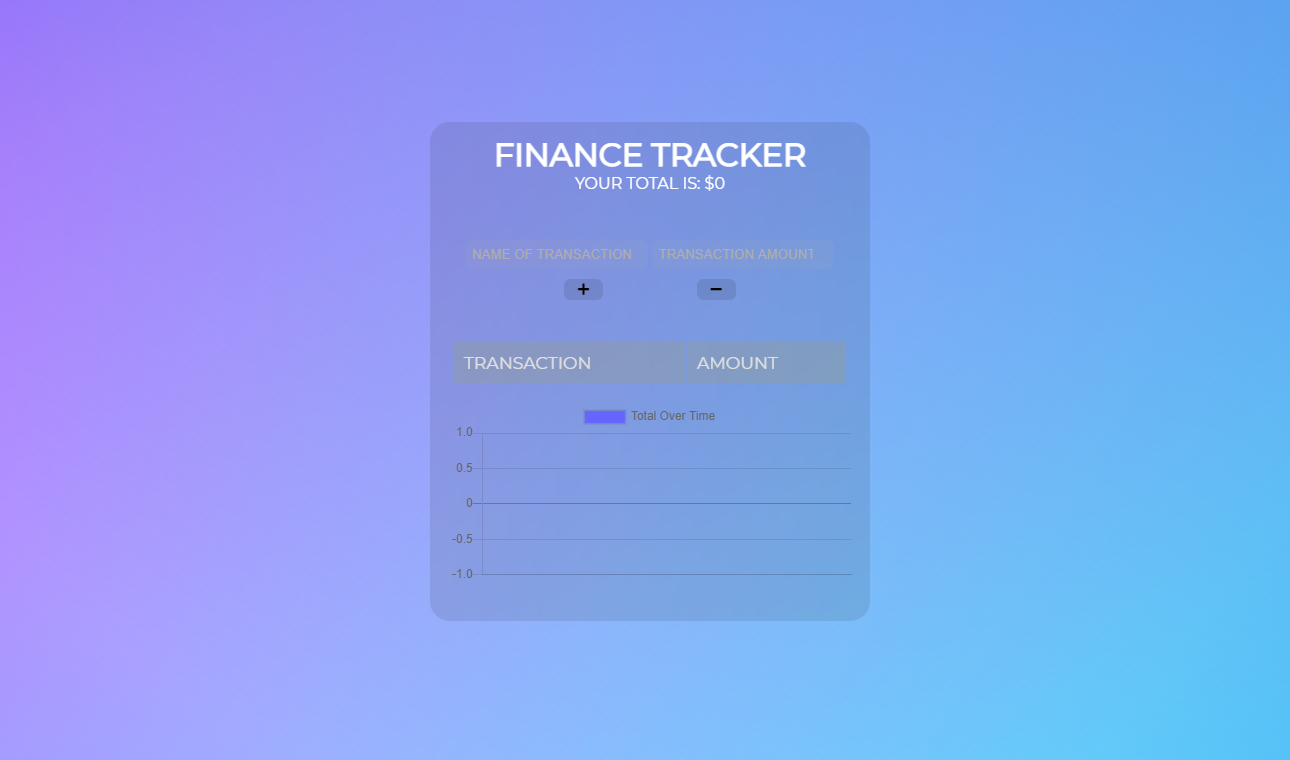 FINANCE TRACKER
YOUR TOTAL IS: $0
NAME OF TRANSACTION TRANSACTION AMOUNT
+ −
TRANSACTION AMOUNT
Total Over Time
1.0
0.5
0
-0.5
-1.0